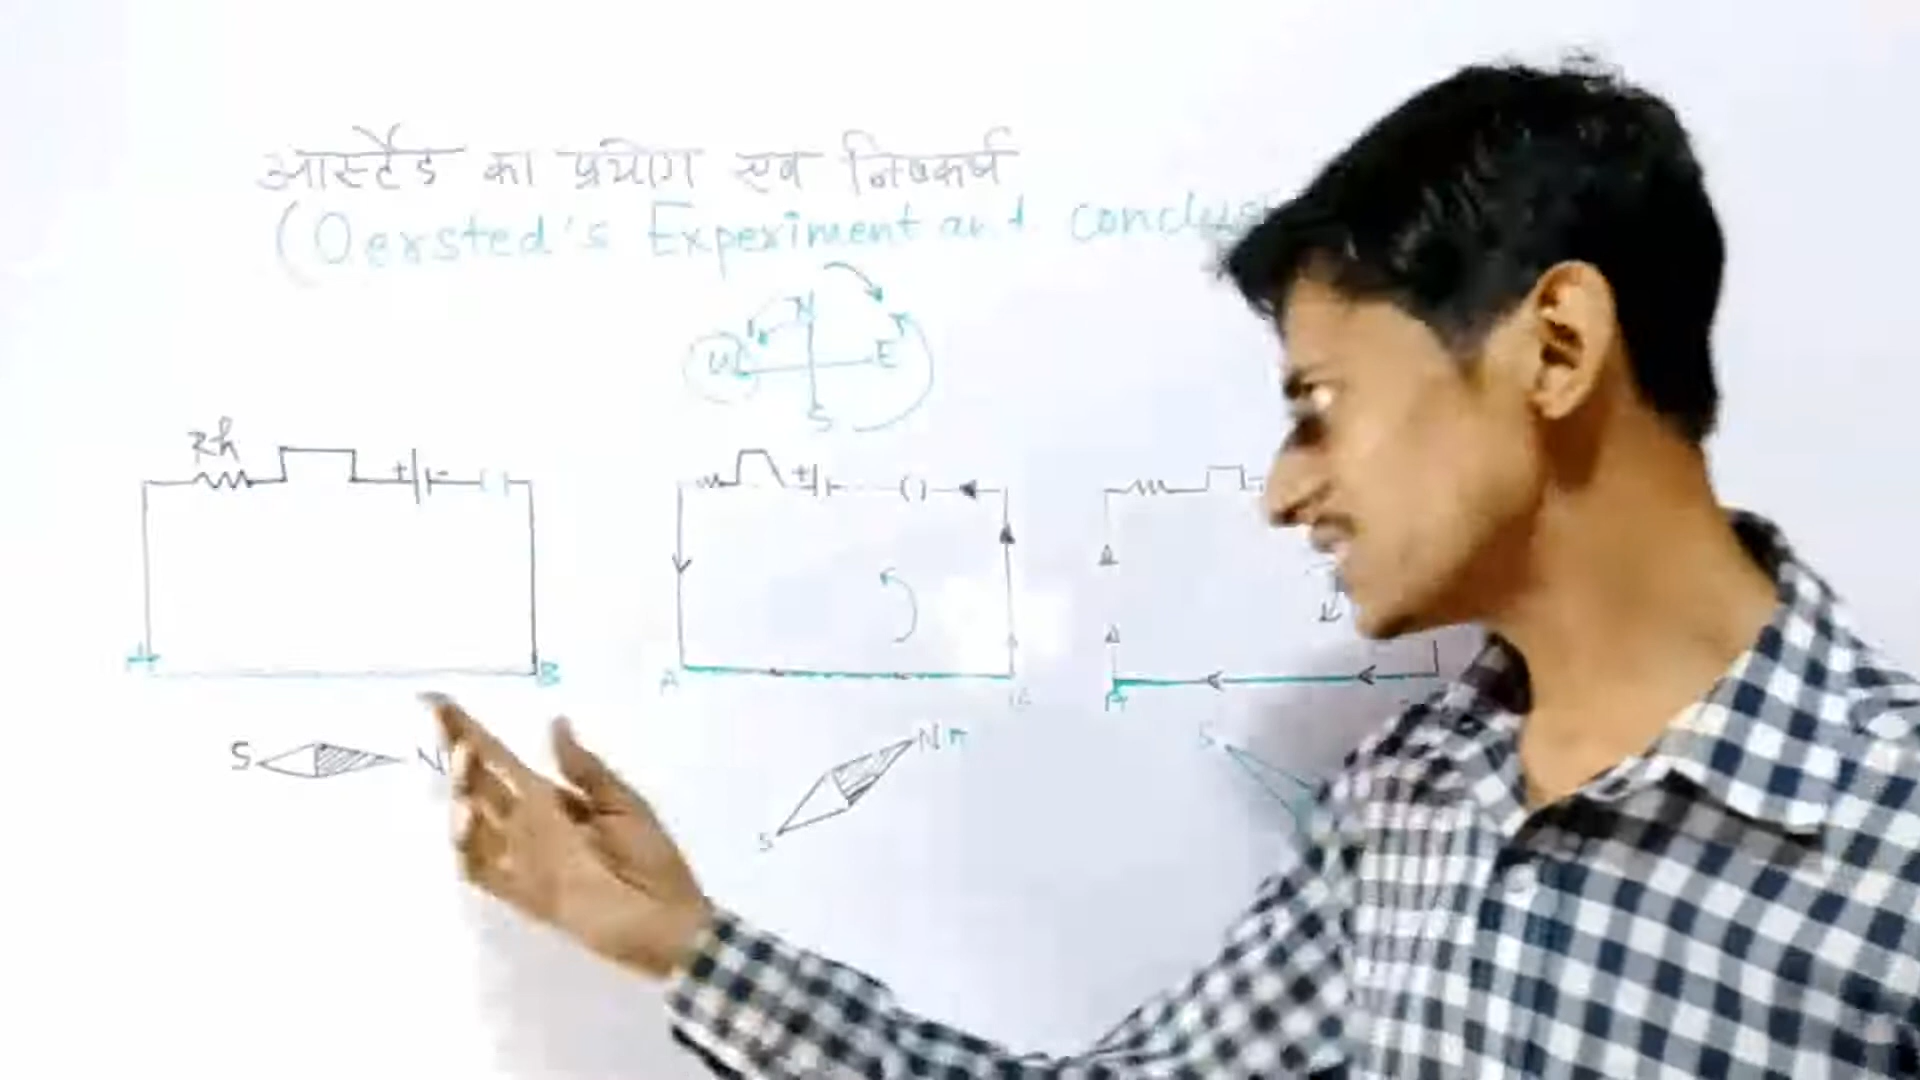 आर्स्टेड का प्रयोग एव निष्कर्ष
(Oersted's Experiment and
N
W E
S
Rh
+ -
+
A B
A
A
S N
N
S
S